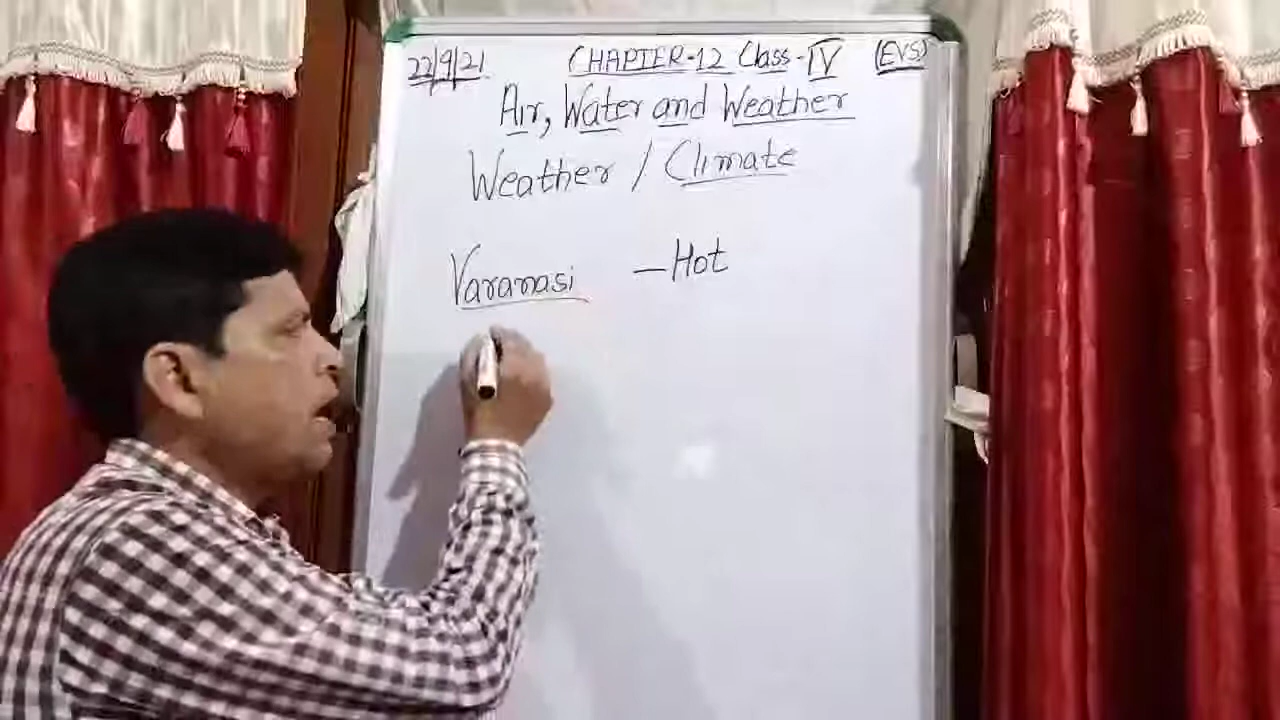 22/9/21 CHAPTER-12 Class-IV (EVS)
Air, Water and Weather
Weather / Climate
Varanasi — Hot